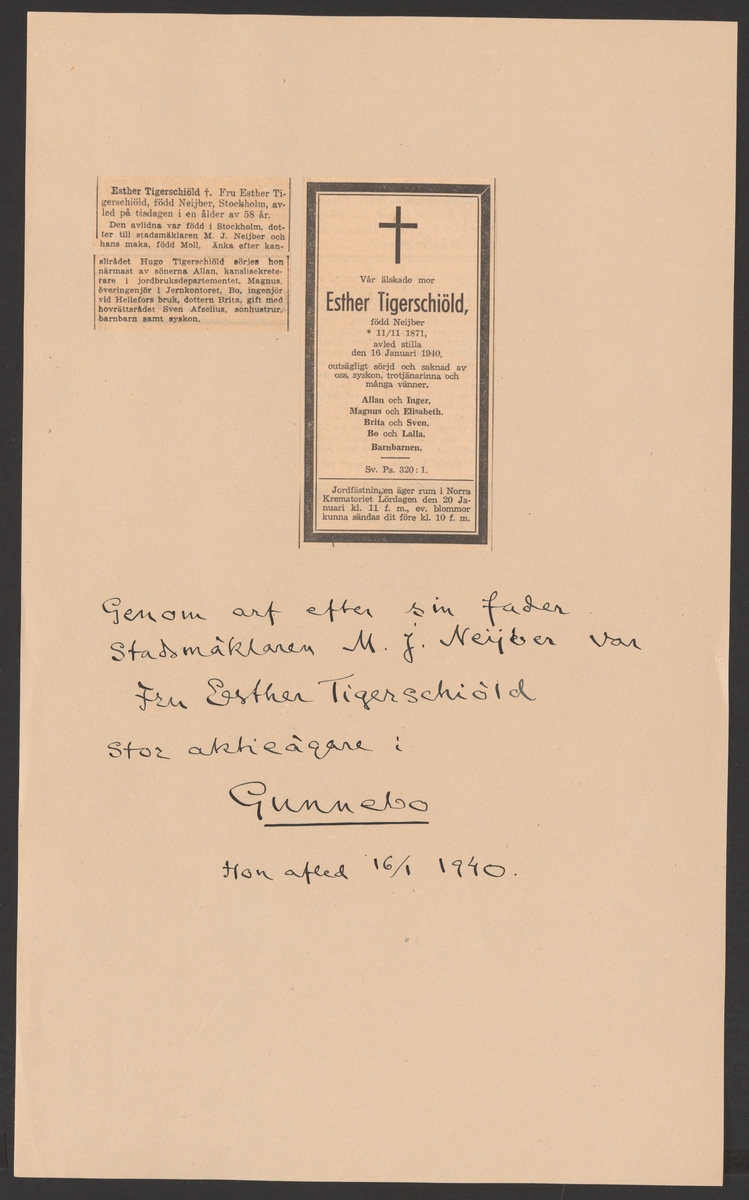 Esther Tigerschiöld †. Fru Esther Ti-
gerschiöld, född Neijber, Stockholm, av-
led på tisdagen i en ålder av 58 år.
Den avlidna var född i Stockholm, dot-
ter till stadsmäklaren M. J. Neijber och
hans maka, född Moll. Änka efter kan-
slirådet Hugo Tigerschiöld sörjes hon
närmast av sönerna Allan, kanslisekrete-
rare i jordbruksdepartementet, Magnus,
överingenjör i Jernkontoret, Bo, ingenjör
vid Hellefors bruk, dottern Brita, gift med
hovrättsrådet Sven Afzelius, sonhustrur,
barnbarn samt syskon.
Vår älskade mor
Esther Tigerschiöld,
född Neijber
* 11/11 1871,
avled stilla
den 16 Januari 1940,
outsägligt sörjd och saknad av
oss, syskon, trotjänarinna och
många vänner.
Allan och Inger.
Magnus och Elisabeth.
Brita och Sven.
Bo och Lalla.
Barnbarnen.
Sv. Ps. 320: 1.
Jordfästningen äger rum i Norra
Krematoriet Lördagen den 20 Ja-
nuari kl. 11 f. m., ev. blommor
kunna sändas dit före kl. 10 f. m.
Genom arf efter sin fader
Stadsmäklaren M. J. Neijber var
Fru Esther Tigerschiöld
stor aktieägare i
Gunnebo
Hon afled 16/1 1940.